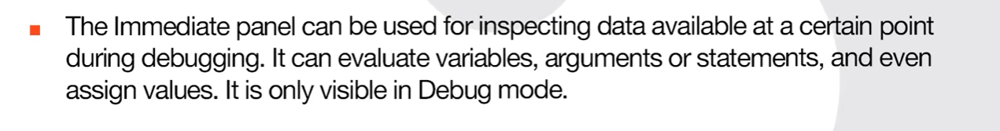 The Immediate panel can be used for inspecting data available at a certain point
during debugging. It can evaluate variables, arguments or statements, and even
assign values. It is only visible in Debug mode.